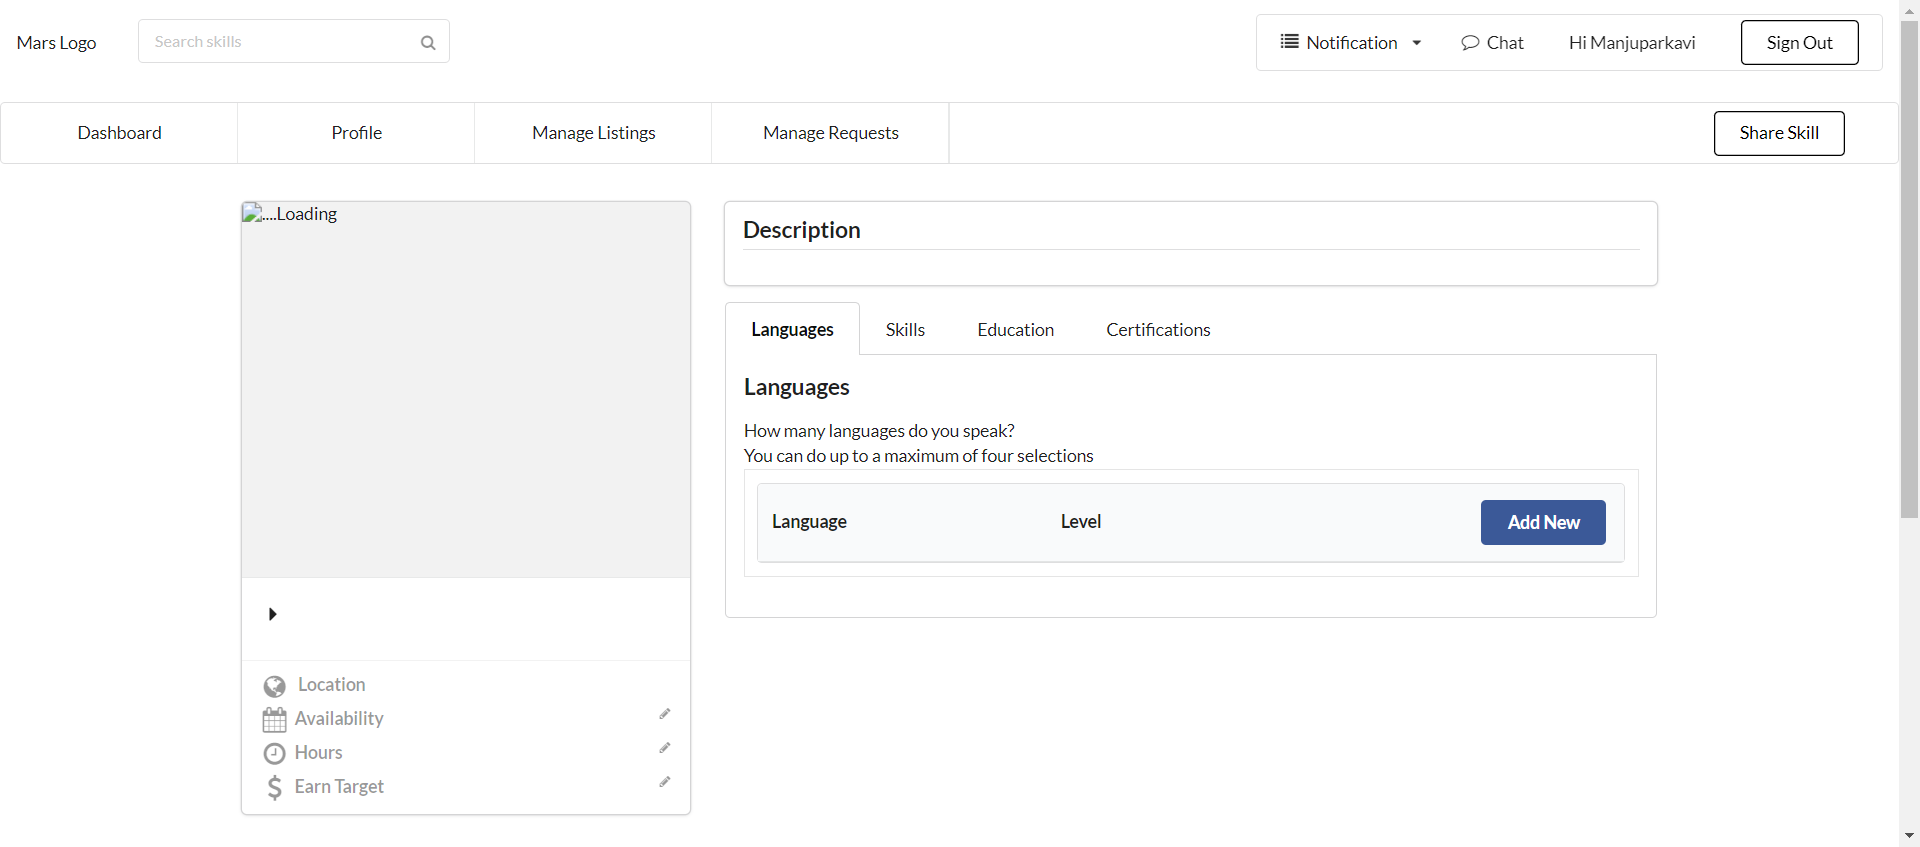 Mars Logo
Search skills
Notification
Chat
Hi Manjuparkavi
Sign Out
Dashboard
Profile
Manage Listings
Manage Requests
Share Skill
....Loading
Location
Availability
Hours
Earn Target
Description
Languages
Skills
Education
Certifications
Languages
How many languages do you speak?
You can do up to a maximum of four selections
Language
Level
Add New